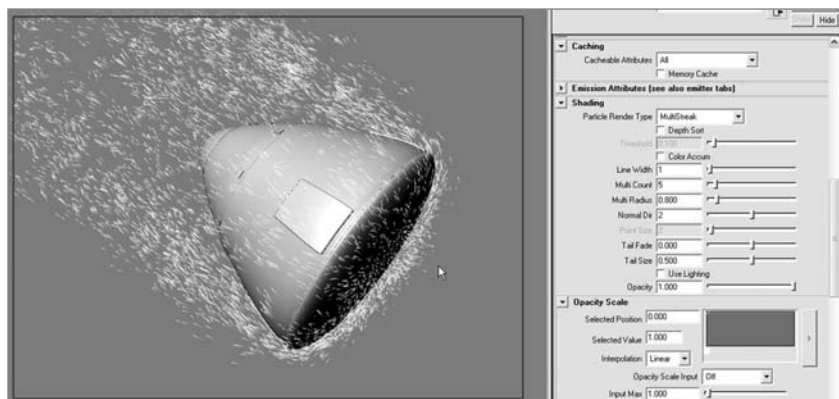 Hide
Caching
Cacheable Attributes All
Memory Cache
Emission Attributes (see also emitter tabs)
Shading
Particle Render Type MultiStreak
Depth Sort
Threshold 0.100
Color Accum
Line Width 1
Multi Count 5
Multi Radius 0.800
Normal Dir 2
Point Size 2
Tail Fade 0.000
Tail Size 0.500
Use Lighting
Opacity 1.000
Opacity Scale
Selected Position 0.000
Selected Value 1.000
Interpolation Linear
Opacity Scale Input Off
Input Max 1.000